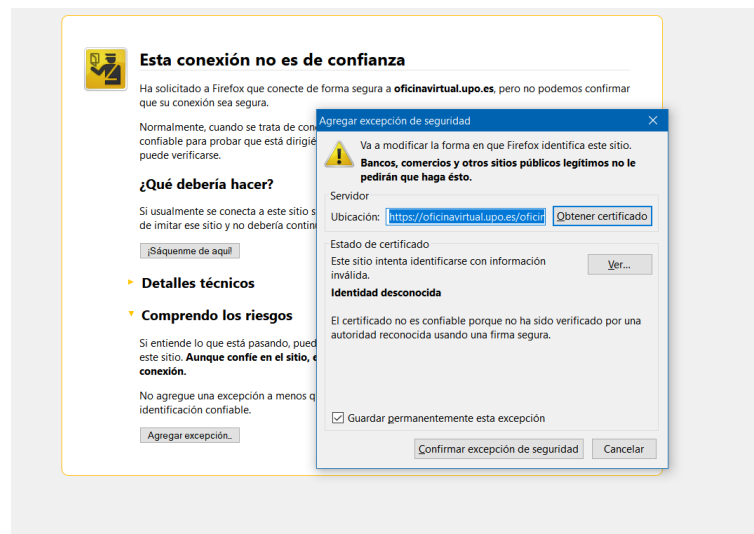 Esta conexión no es de confianza
Ha solicitado a Firefox que conecte de forma segura a oficinavirtual.upo.es, pero no podemos confirmar
que su conexión sea segura.
Normalmente, cuando se trata de con
confiable para probar que está dirigié
puede verificarse.
¿Qué debería hacer?
Si usualmente se conecta a este sitio s
de imitar ese sitio y no debería contin
¡Sáquenme de aquí!
Detalles técnicos
Comprendo los riesgos
Si entiende lo que está pasando, pued
este sitio. Aunque confíe en el sitio, e
conexión.
No agregue una excepción a menos q
identificación confiable.
Agregar excepción...
Agregar excepción de seguridad
Va a modificar la forma en que Firefox identifica este sitio.
Bancos, comercios y otros sitios públicos legítimos no le
pedirán que haga ésto.
Servidor
Ubicación: https://oficinavirtual.upo.es/oficin Obtener certificado
Estado de certificado
Este sitio intenta identificarse con información
inválida.
Ver...
Identidad desconocida
El certificado no es confiable porque no ha sido verificado por una
autoridad reconocida usando una firma segura.
Guardar permanentemente esta excepción
Confirmar excepción de seguridad Cancelar